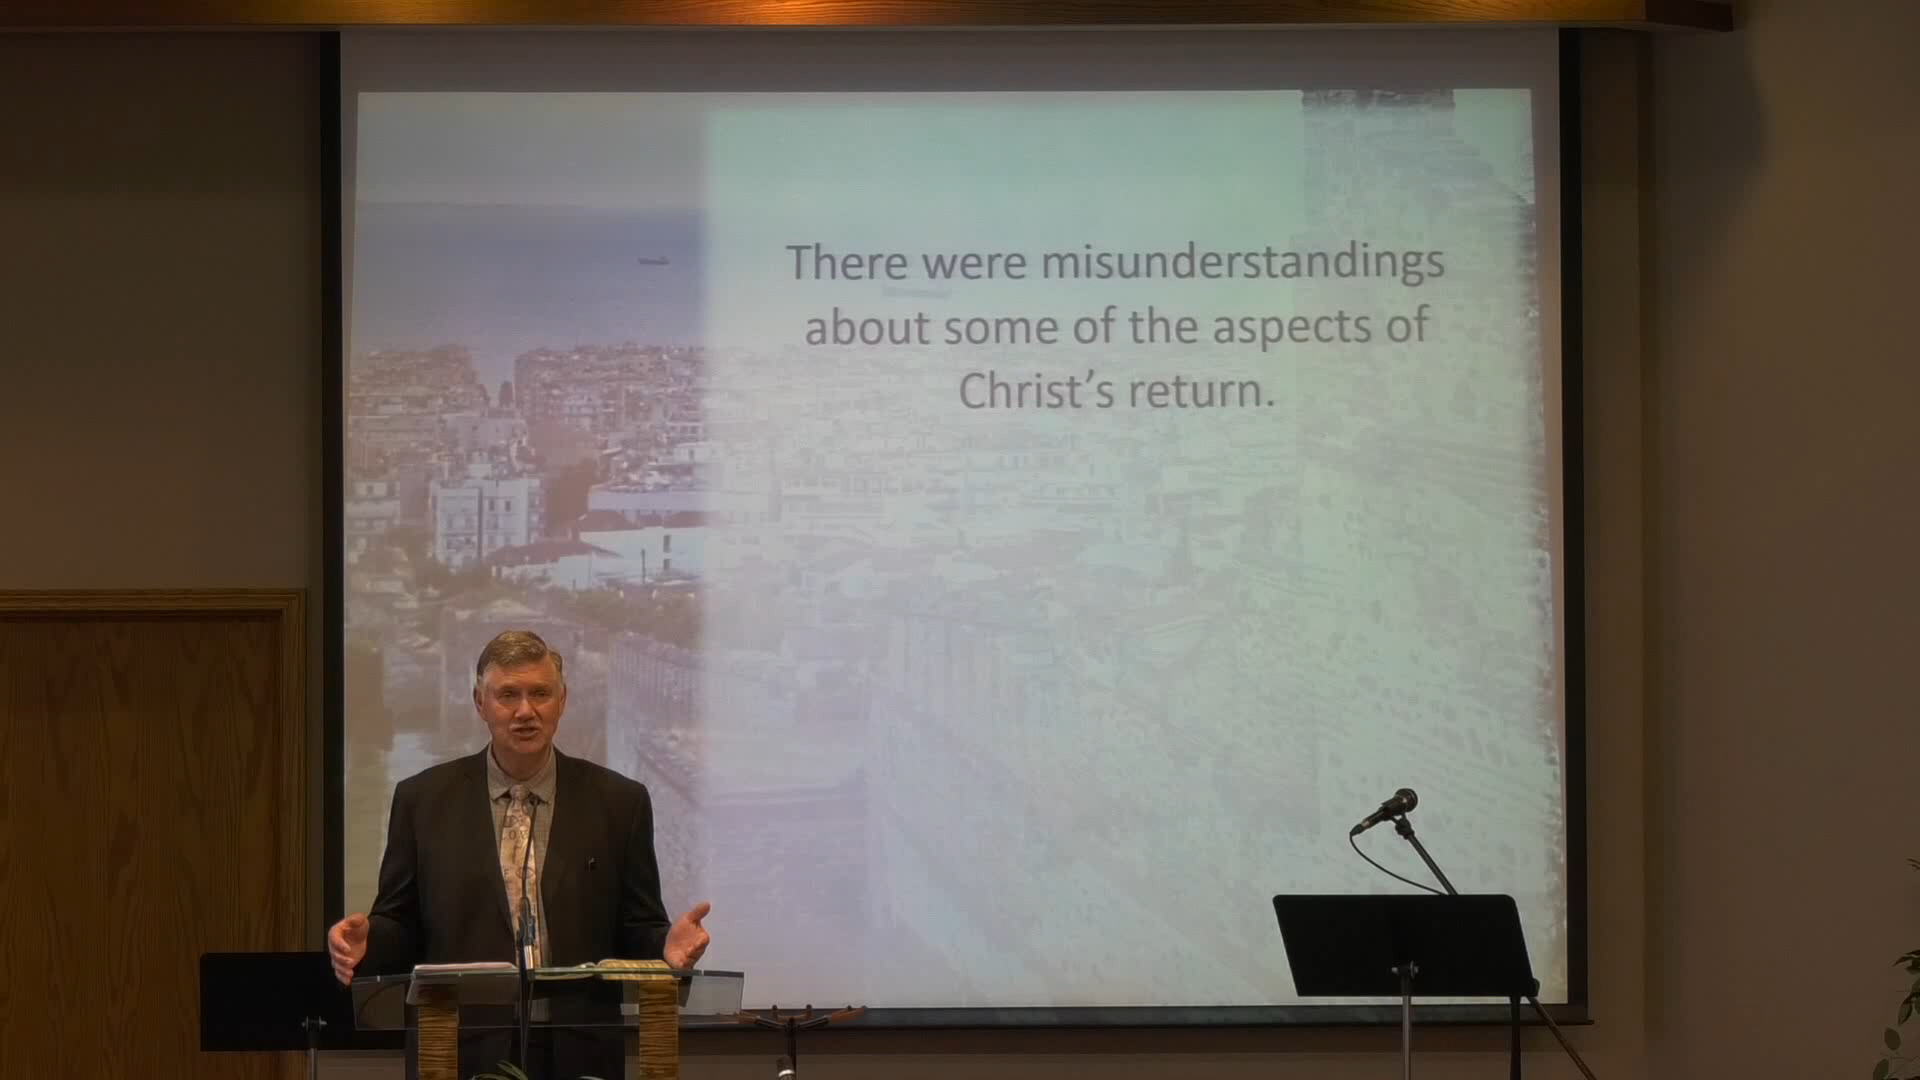 There were misunderstandings
about some of the aspects of
Christ's return.